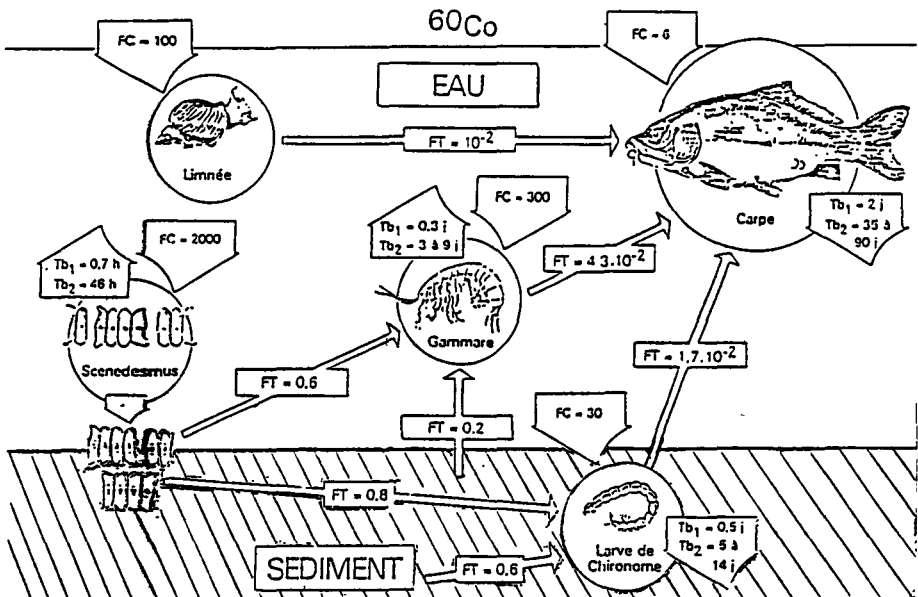 60Co
FC = 100
FC = 6
EAU
Limnée
FT = 10-2
Carpe
Tb1 = 2 j
Tb2 = 35 à
90 j
FC = 2000
Tb1 = 0,7 h
Tb2 = 46 h
Scenedesmus
FC = 300
Tb1 = 0,3 j
Tb2 = 3 à 9 j
Gammare
FT = 4 3.10-2
FT = 0,6
FT = 1,7.10-2
FT = 0.2
FC = 30
FT = 0.8
Larve de
Chironome
Tb1 = 0,5 j
Tb2 = 5 à
14 j
SEDIMENT
FT = 0,6